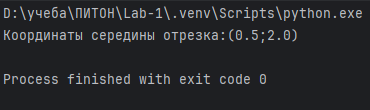 D:\учеба\ПИТОН\Lab-1\.venv\Scripts\python.exe
Координаты середины отрезка:(0.5;2.0)
Process finished with exit code 0